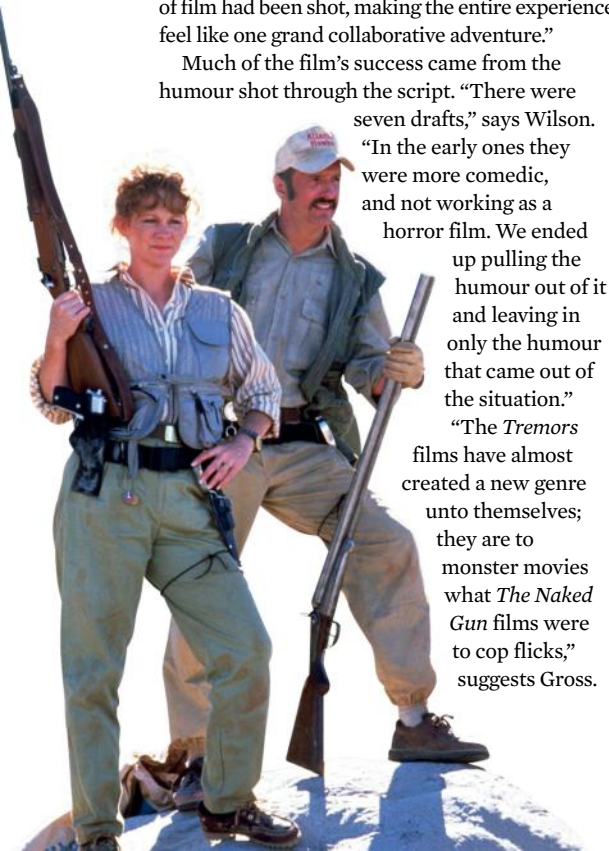 of film had been shot, making the entire experience
feel like one grand collaborative adventure.”
Much of the film’s success came from the
humour shot through the script. “There were
seven drafts,” says Wilson.
“In the early ones they
were more comedic,
and not working as a
horror film. We ended
up pulling the
humour out of it
and leaving in
only the humour
that came out of
the situation.”
“The Tremors
films have almost
created a new genre
unto themselves;
they are to
monster movies
what The Naked
Gun films were
to cop flicks,”
suggests Gross.